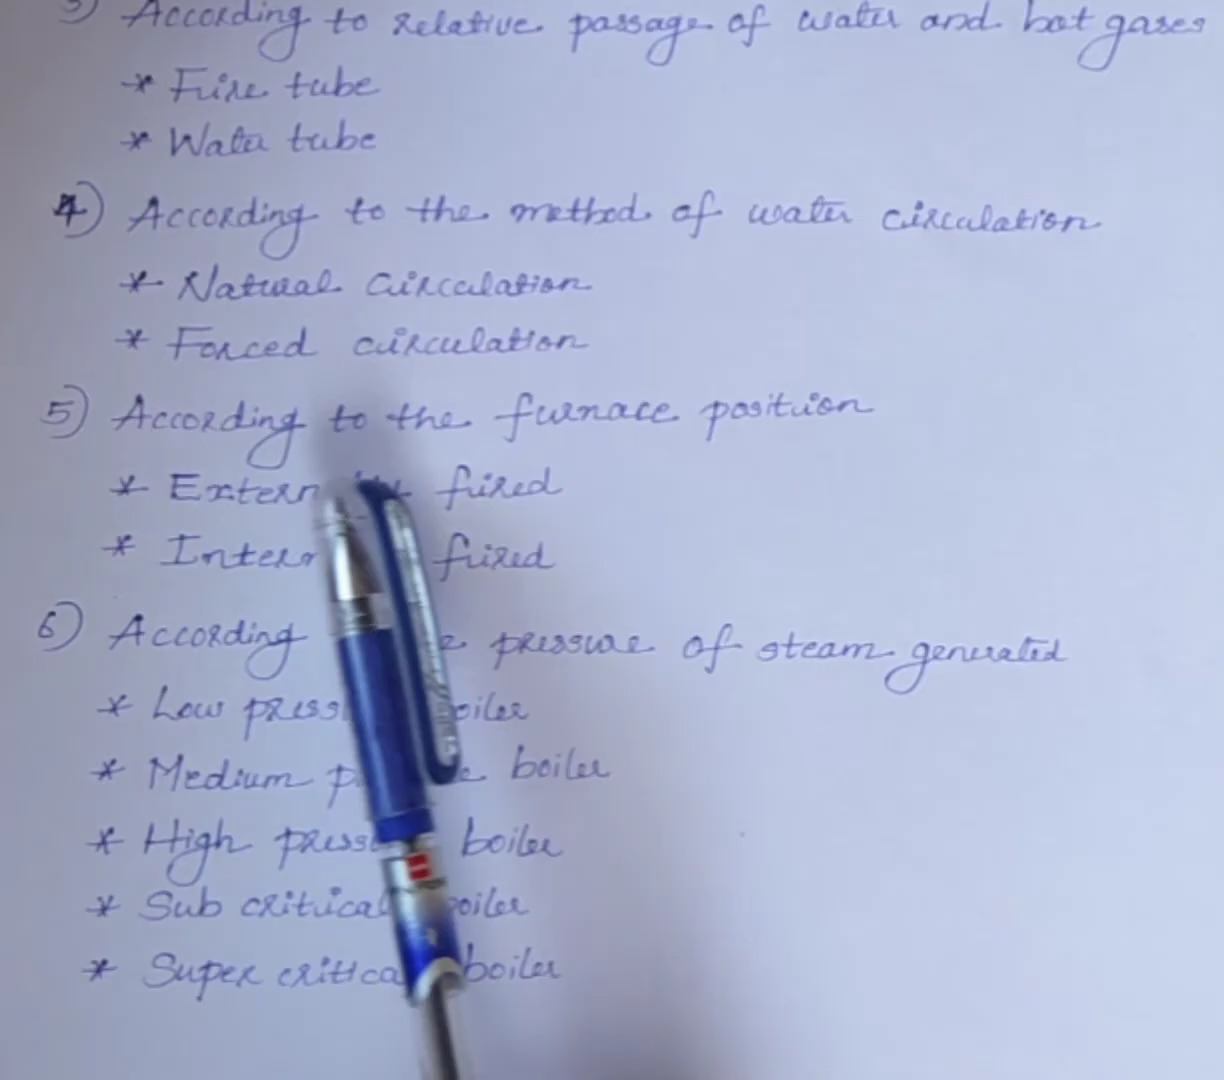 3) According to relative passage of water and hot gases
* Fire tube
* Water tube
4) According to the method of water circulation
* Natural circulation
* Forced circulation
5) According to the furnace position
* Extern fired
* Intern fired
6) According pressure of steam generated
* Low press boiler
* Medium p boiler
* High press boiler
* Sub critical boiler
* Super critical boiler